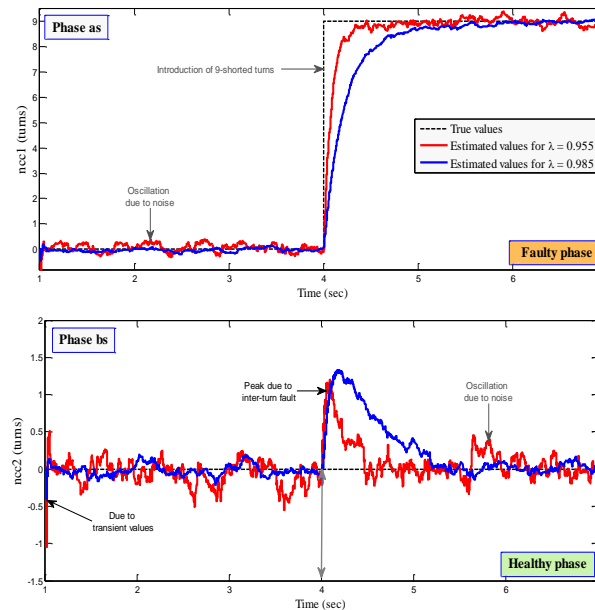 Phase as
9
8
7
6
5
4
3
2
1
0
-1
ncc1 (turns)
Introduction of 9-shorted turns
True values
Estimated values for λ = 0.955
Estimated values for λ = 0.985
Oscillation
due to noise
Faulty phase
1
2
3
4
5
6
Time (sec)
Phase bs
2
1.5
1
0.5
0
-0.5
-1
-1.5
ncc2 (turns)
Peak due to
inter-turn fault
Oscillation
due to noise
Due to
transient values
Healthy phase
1
2
3
4
5
6
Time (sec)